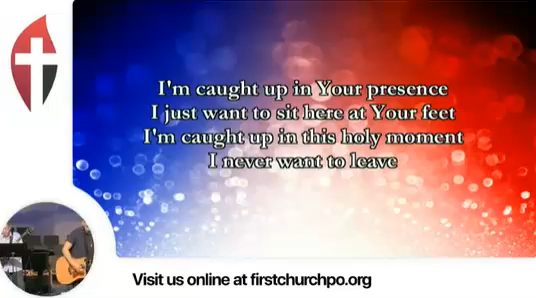 I'm caught up in Your presence
I just want to sit here at Your feet
I'm caught up in this holy moment
I never want to leave
Visit us online at firstchurchpo.org